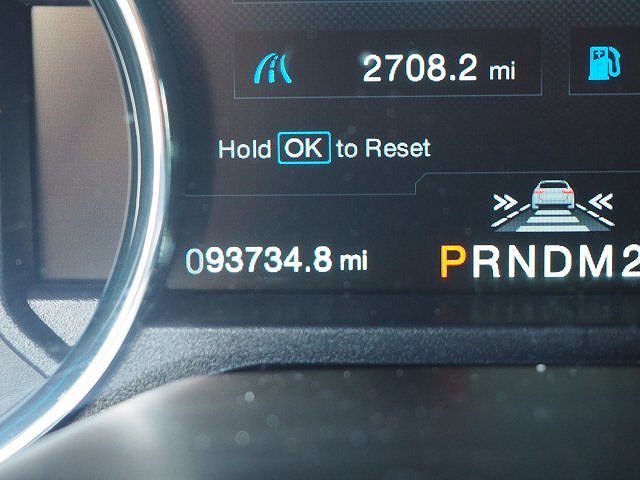 2708.2 mi
Hold OK to Reset
093734.8 mi
PRNDM2